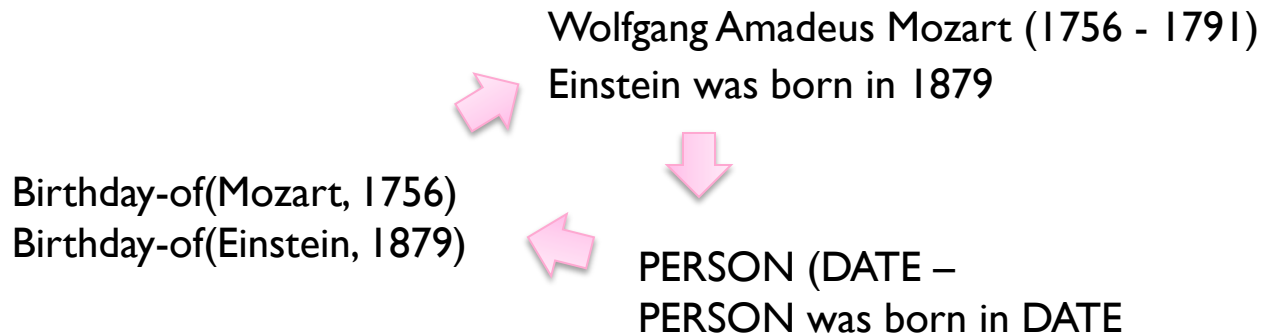 Wolfgang Amadeus Mozart (1756 - 1791)
Einstein was born in 1879
Birthday-of(Mozart, 1756)
Birthday-of(Einstein, 1879)
PERSON (DATE –
PERSON was born in DATE